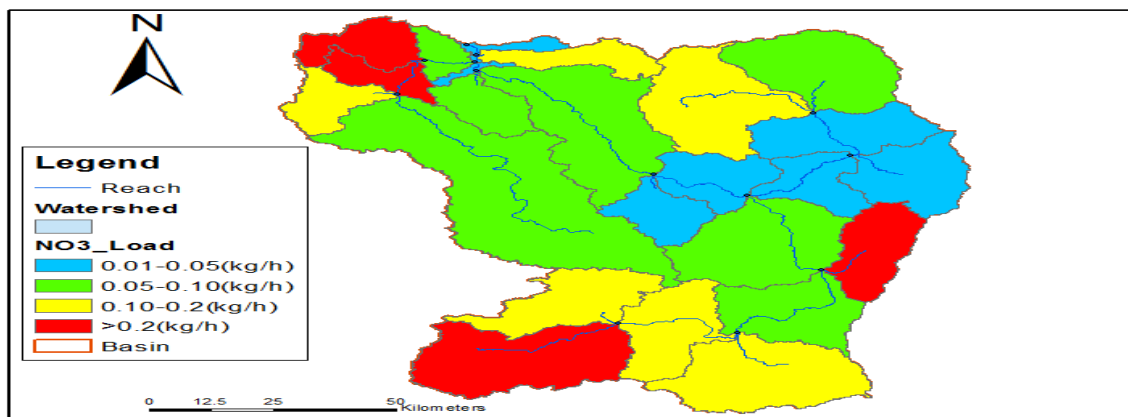 N
Legend
Reach
Watershed
NO3_Load
0.01-0.05(kg/h)
0.05-0.10(kg/h)
0.10-0.2(kg/h)
>0.2(kg/h)
Basin
0 12.5 25 50
Kilometers